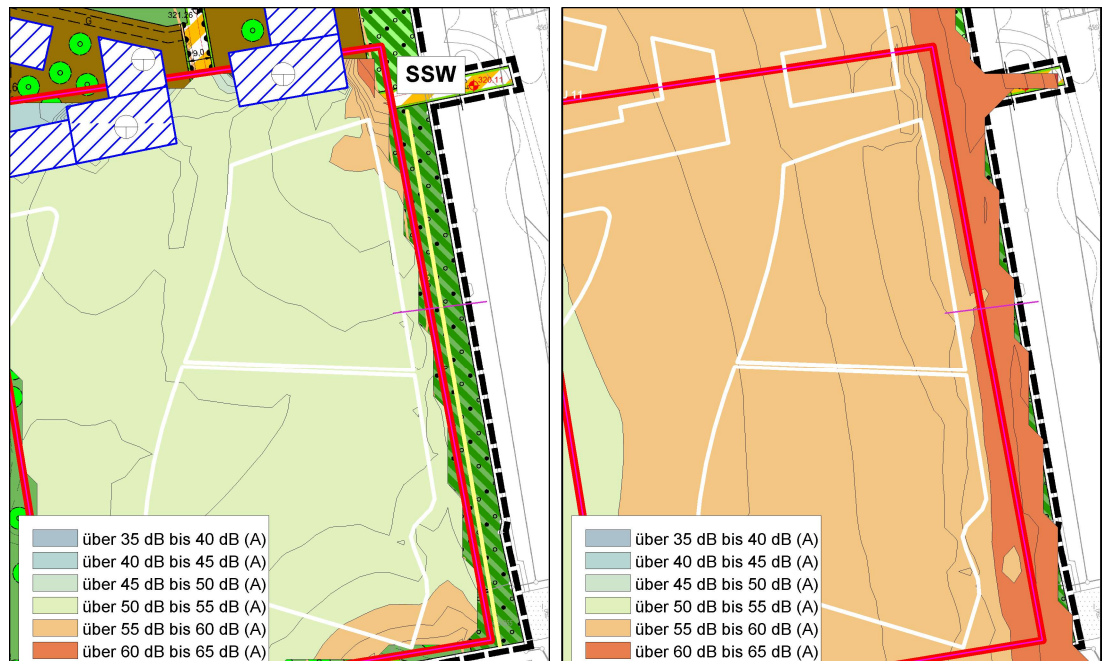 321.26
G
9.0
SSW
320.11
über 35 dB bis 40 dB (A)
über 40 dB bis 45 dB (A)
über 45 dB bis 50 dB (A)
über 50 dB bis 55 dB (A)
über 55 dB bis 60 dB (A)
über 60 dB bis 65 dB (A)
über 35 dB bis 40 dB (A)
über 40 dB bis 45 dB (A)
über 45 dB bis 50 dB (A)
über 50 dB bis 55 dB (A)
über 55 dB bis 60 dB (A)
über 60 dB bis 65 dB (A)